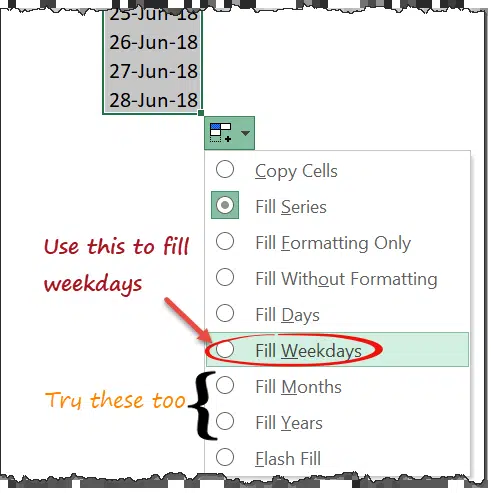 25-Jun-18
26-Jun-18
27-Jun-18
28-Jun-18
Copy Cells
Fill Series
Fill Formatting Only
Fill Without Formatting
Fill Days
Fill Weekdays
Fill Months
Fill Years
Flash Fill
Use this to fill
weekdays
Try these too